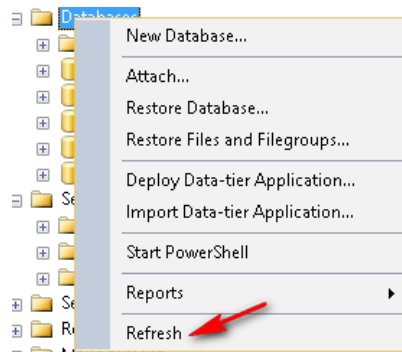 Databases
New Database...
Attach...
Restore Database...
Restore Files and Filegroups...
Deploy Data-tier Application...
Import Data-tier Application...
Start PowerShell
Reports
Refresh